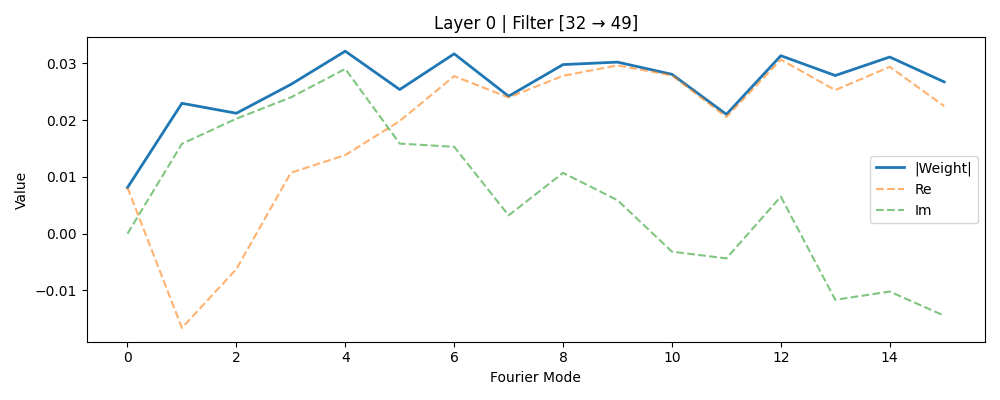 Layer 0 | Filter [32 → 49]
Value
0.03
0.02
0.01
0.00
−0.01
|Weight|
Re
Im
0 2 4 6 8 10 12 14
Fourier Mode